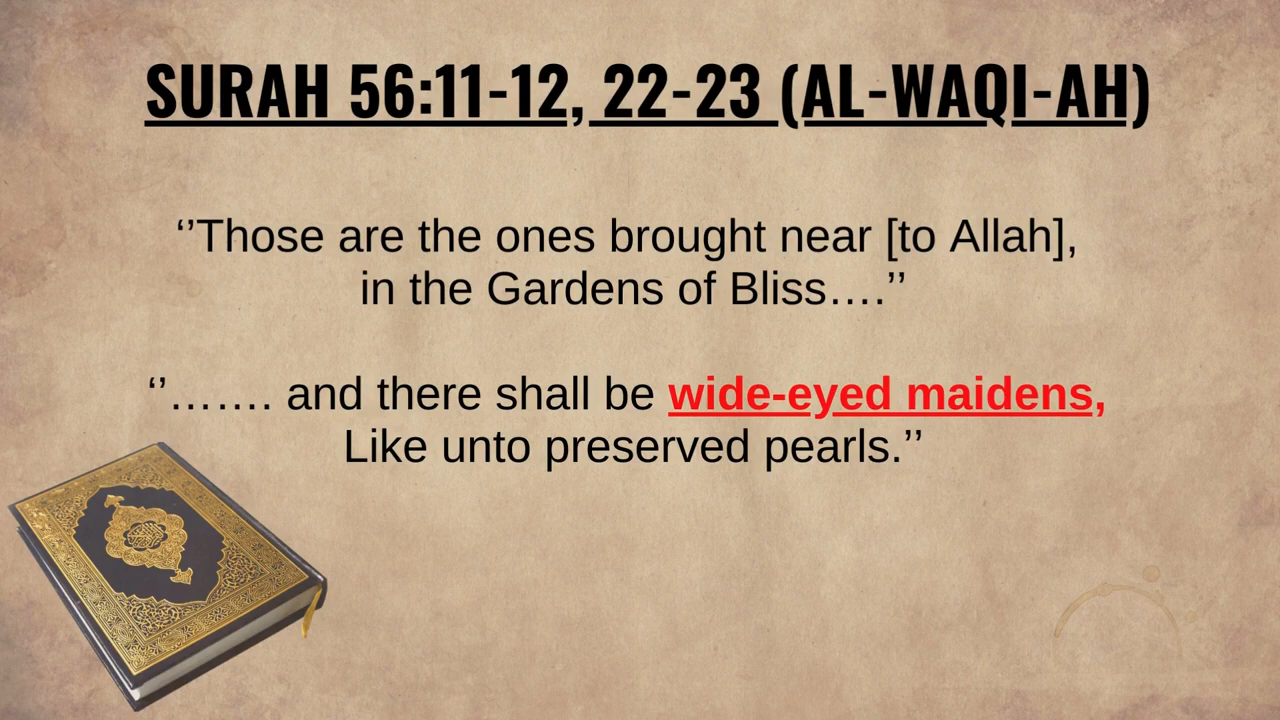 SURAH 56:11-12, 22-23 (AL-WAQI-AH)
‘’Those are the ones brought near [to Allah],
in the Gardens of Bliss….’’
‘’……. and there shall be wide-eyed maidens,
Like unto preserved pearls.’’